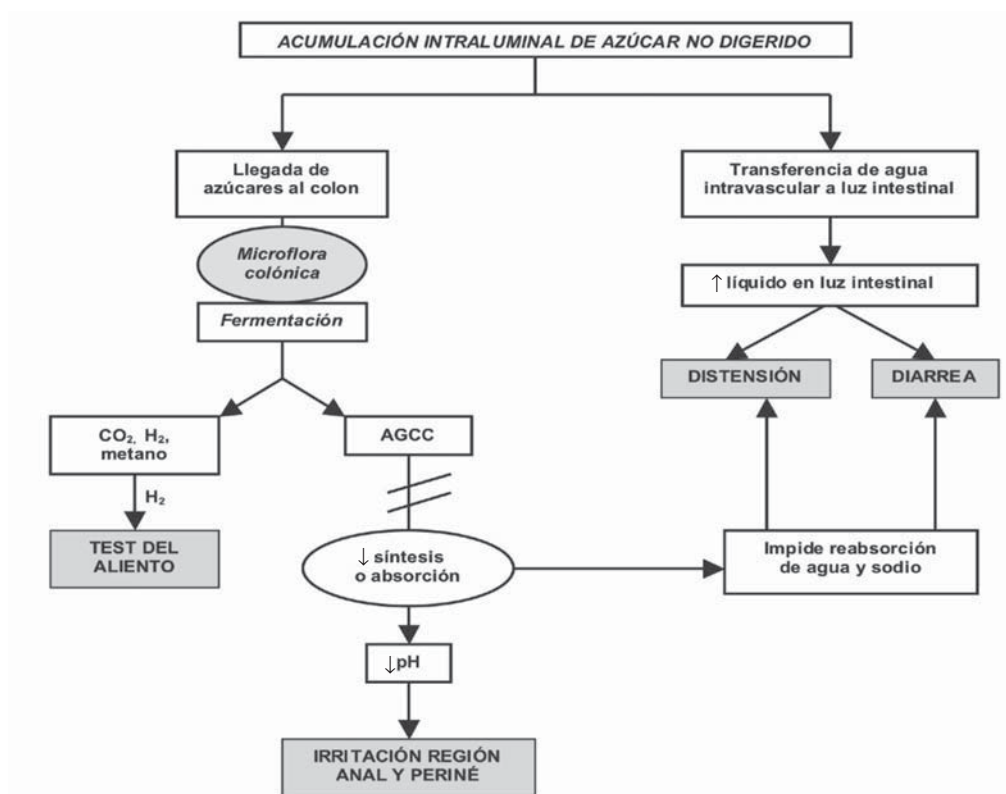 ACUMULACIÓN INTRALUMINAL DE AZÚCAR NO DIGERIDO
Llegada de
azúcares al colon
Transferencia de agua
intravascular a luz intestinal
Microflora
colónica
↑ líquido en luz intestinal
Fermentación
DISTENSIÓN
DIARREA
CO₂, H₂,
metano
AGCC
H₂
TEST DEL
ALIENTO
↓ síntesis
o absorción
Impide reabsorción
de agua y sodio
↓pH
IRRITACIÓN REGIÓN
ANAL Y PERINÉ